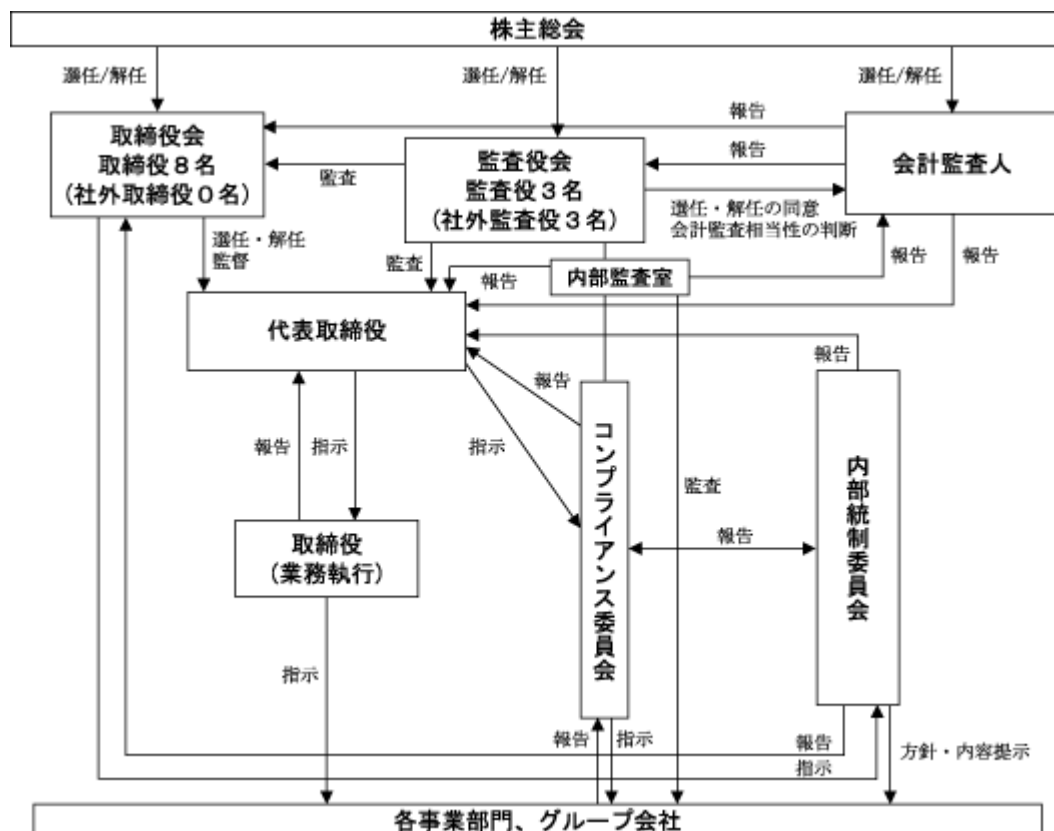 株主総会
選任/解任
選任/解任
選任/解任
取締役会
取締役8名
(社外取締役0名)
監査役会
監査役3名
(社外監査役3名)
会計監査人
報告
監査
報告
選任・解任の同意
会計監査相当性の判断
選任・解任
監督
監査
報告
内部監査室
報告
報告
代表取締役
報告
報告
報告
指示
指示
コンプライアンス委員会
監査
内部統制委員会
取締役
(業務執行)
報告
指示
報告
指示
報告
指示
方針・内容提示
各事業部門、グループ会社